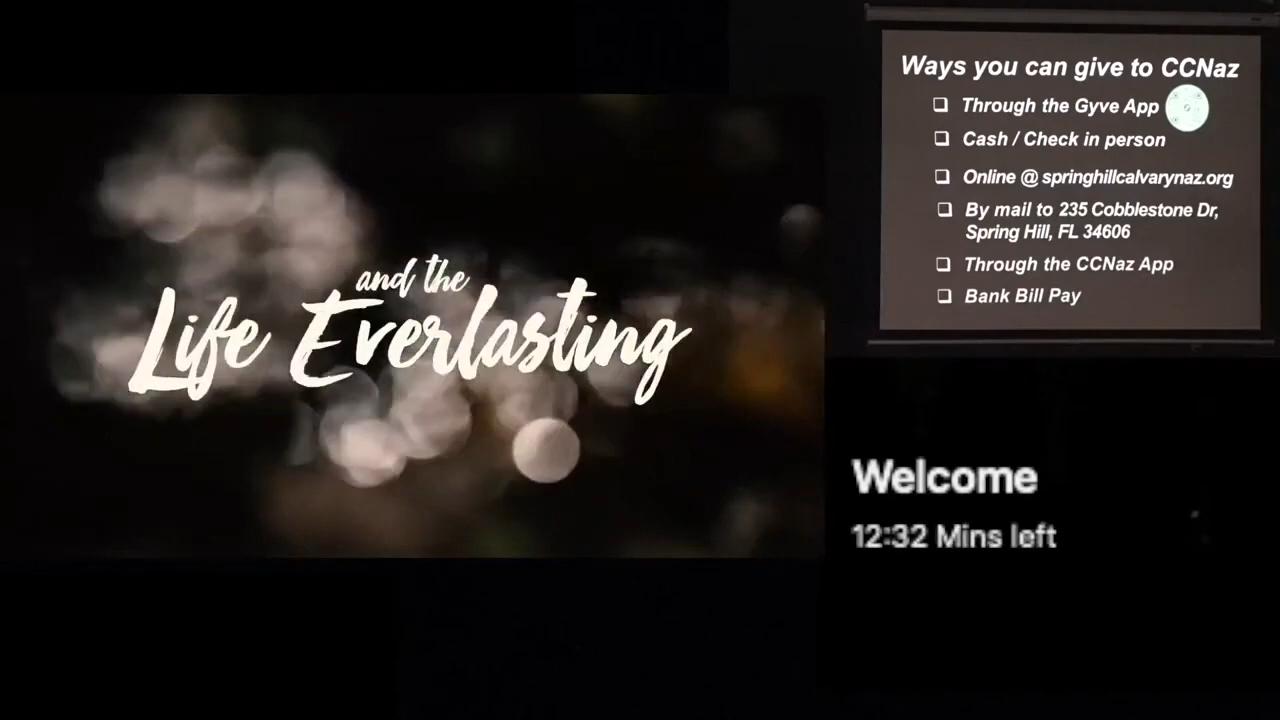 and the
Life Everlasting
Ways you can give to CCNaz
Through the Gyve App
Cash / Check in person
Online @ springhillcalvarynaz.org
By mail to 235 Cobblestone Dr,
Spring Hill, FL 34606
Through the CCNaz App
Bank Bill Pay
Welcome
12:32 Mins left